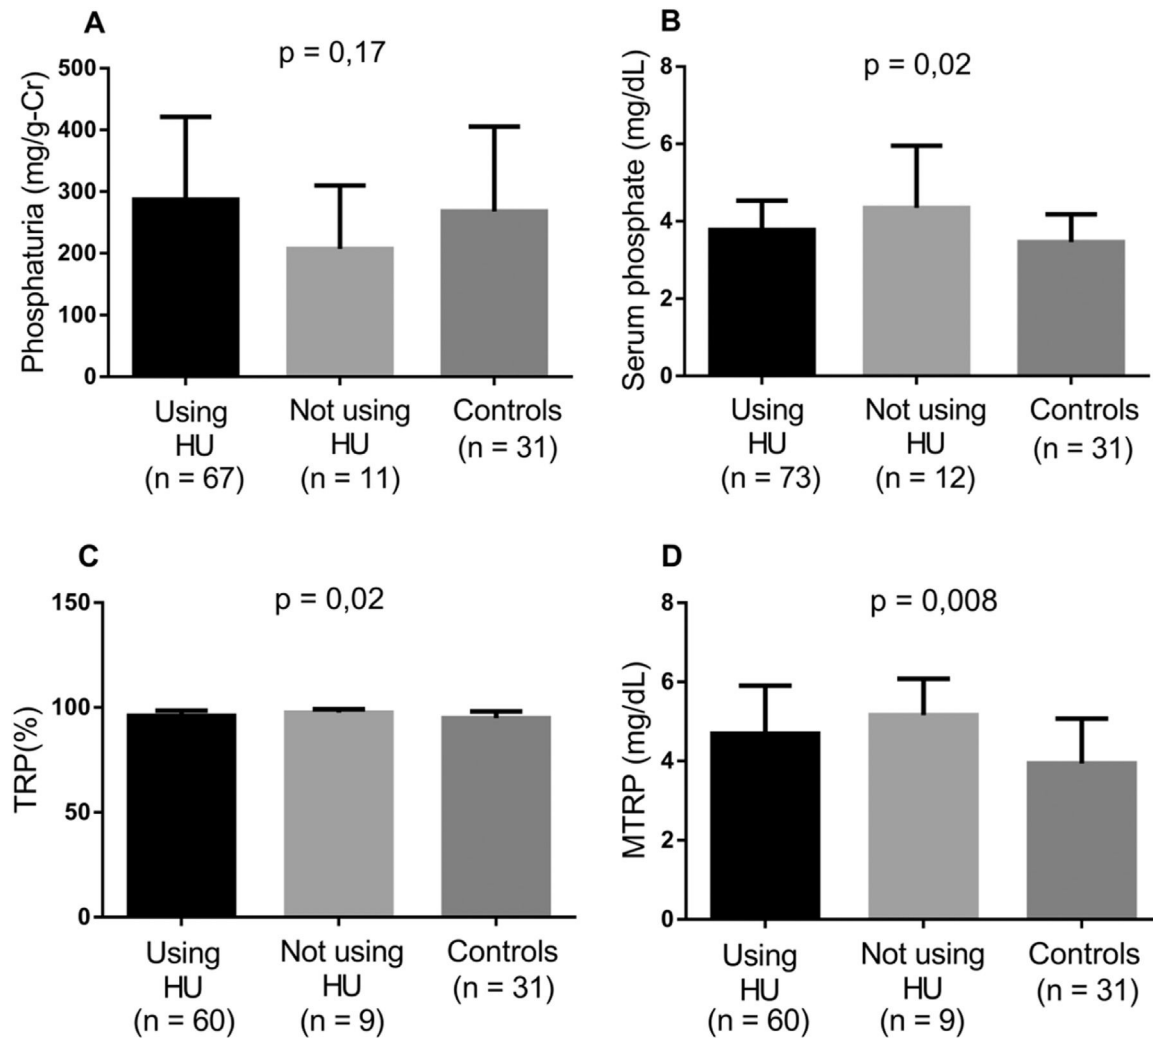 A
p = 0,17
Phosphaturia (mg/g-Cr)
500
400
300
200
100
0
Using HU (n = 67)
Not using HU (n = 11)
Controls (n = 31)
B
p = 0,02
Serum phosphate (mg/dL)
8
6
4
2
0
Using HU (n = 73)
Not using HU (n = 12)
Controls (n = 31)
C
p = 0,02
TRP(%)
150
100
50
0
Using HU (n = 60)
Not using HU (n = 9)
Controls (n = 31)
D
p = 0,008
MTRP (mg/dL)
8
6
4
2
0
Using HU (n = 60)
Not using HU (n = 9)
Controls (n = 31)